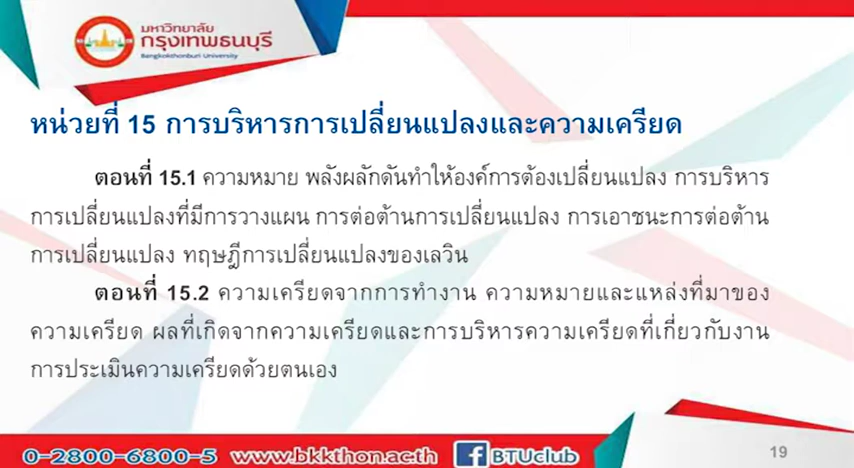 มหาวิทยาลัย
กรุงเทพธนบุรี
Bangkokthonburi University
หน่วยที่ 15 การบริหารการเปลี่ยนแปลงและความเครียด
ตอนที่ 15.1 ความหมาย พลังผลักดันทำให้องค์การต้องเปลี่ยนแปลง การบริหาร
การเปลี่ยนแปลงที่มีการวางแผน การต่อต้านการเปลี่ยนแปลง การเอาชนะการต่อต้าน
การเปลี่ยนแปลง ทฤษฎีการเปลี่ยนแปลงของเลวิน
ตอนที่ 15.2 ความเครียดจากการทำงาน ความหมายและแหล่งที่มาของ
ความเครียด ผลที่เกิดจากความเครียดและการบริหารความเครียดที่เกี่ยวกับงาน
การประเมินความเครียดด้วยตนเอง
0-2800-6800-5 www.bkkthon.ac.th f BTUclub
19